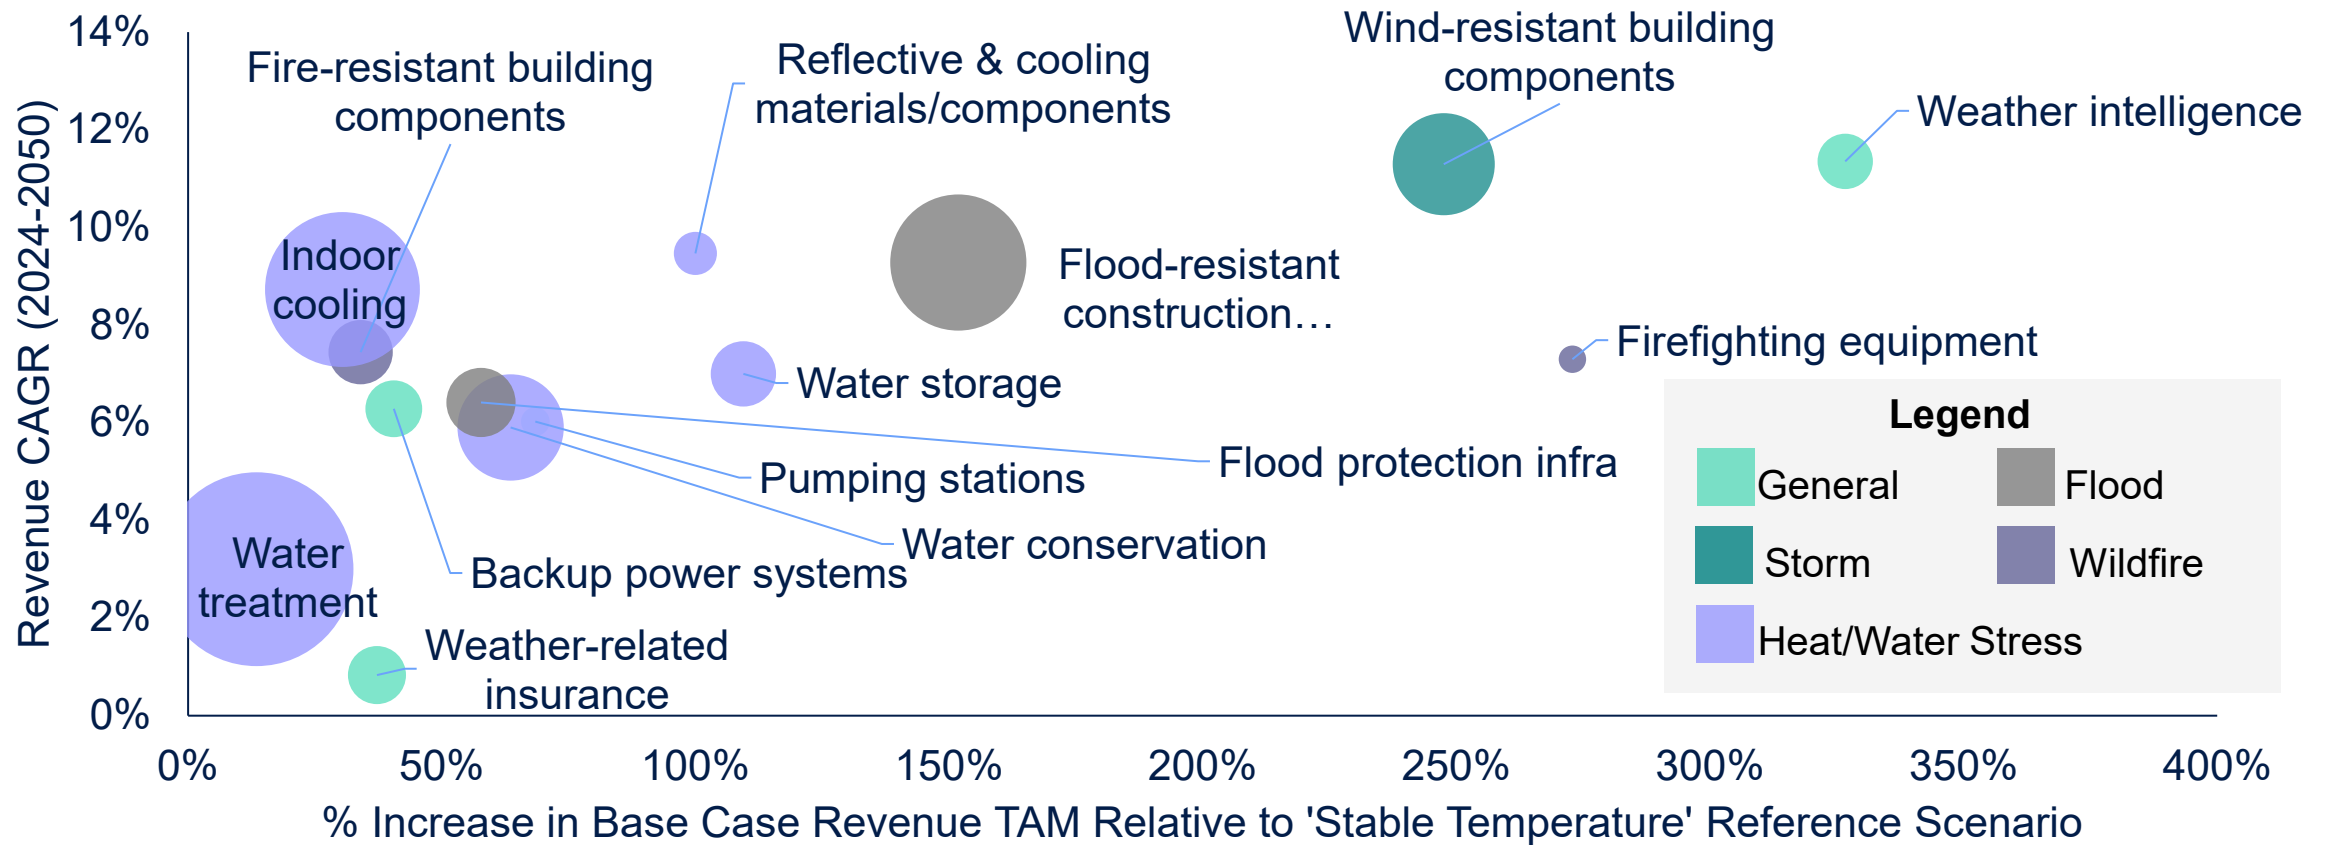 14%
12%
10%
8%
6%
4%
2%
0%
Revenue CAGR (2024-2050)
Fire-resistant building
components
Reflective & cooling
materials/components
Wind-resistant building
components
Weather intelligence
Indoor
cooling
Flood-resistant
construction…
Firefighting equipment
Water storage
Flood protection infra
Pumping stations
Water conservation
Backup power systems
Water
treatment
Weather-related
insurance
Legend
General
Flood
Storm
Wildfire
Heat/Water Stress
0%
50%
100%
150%
200%
250%
300%
350%
400%
% Increase in Base Case Revenue TAM Relative to 'Stable Temperature' Reference Scenario